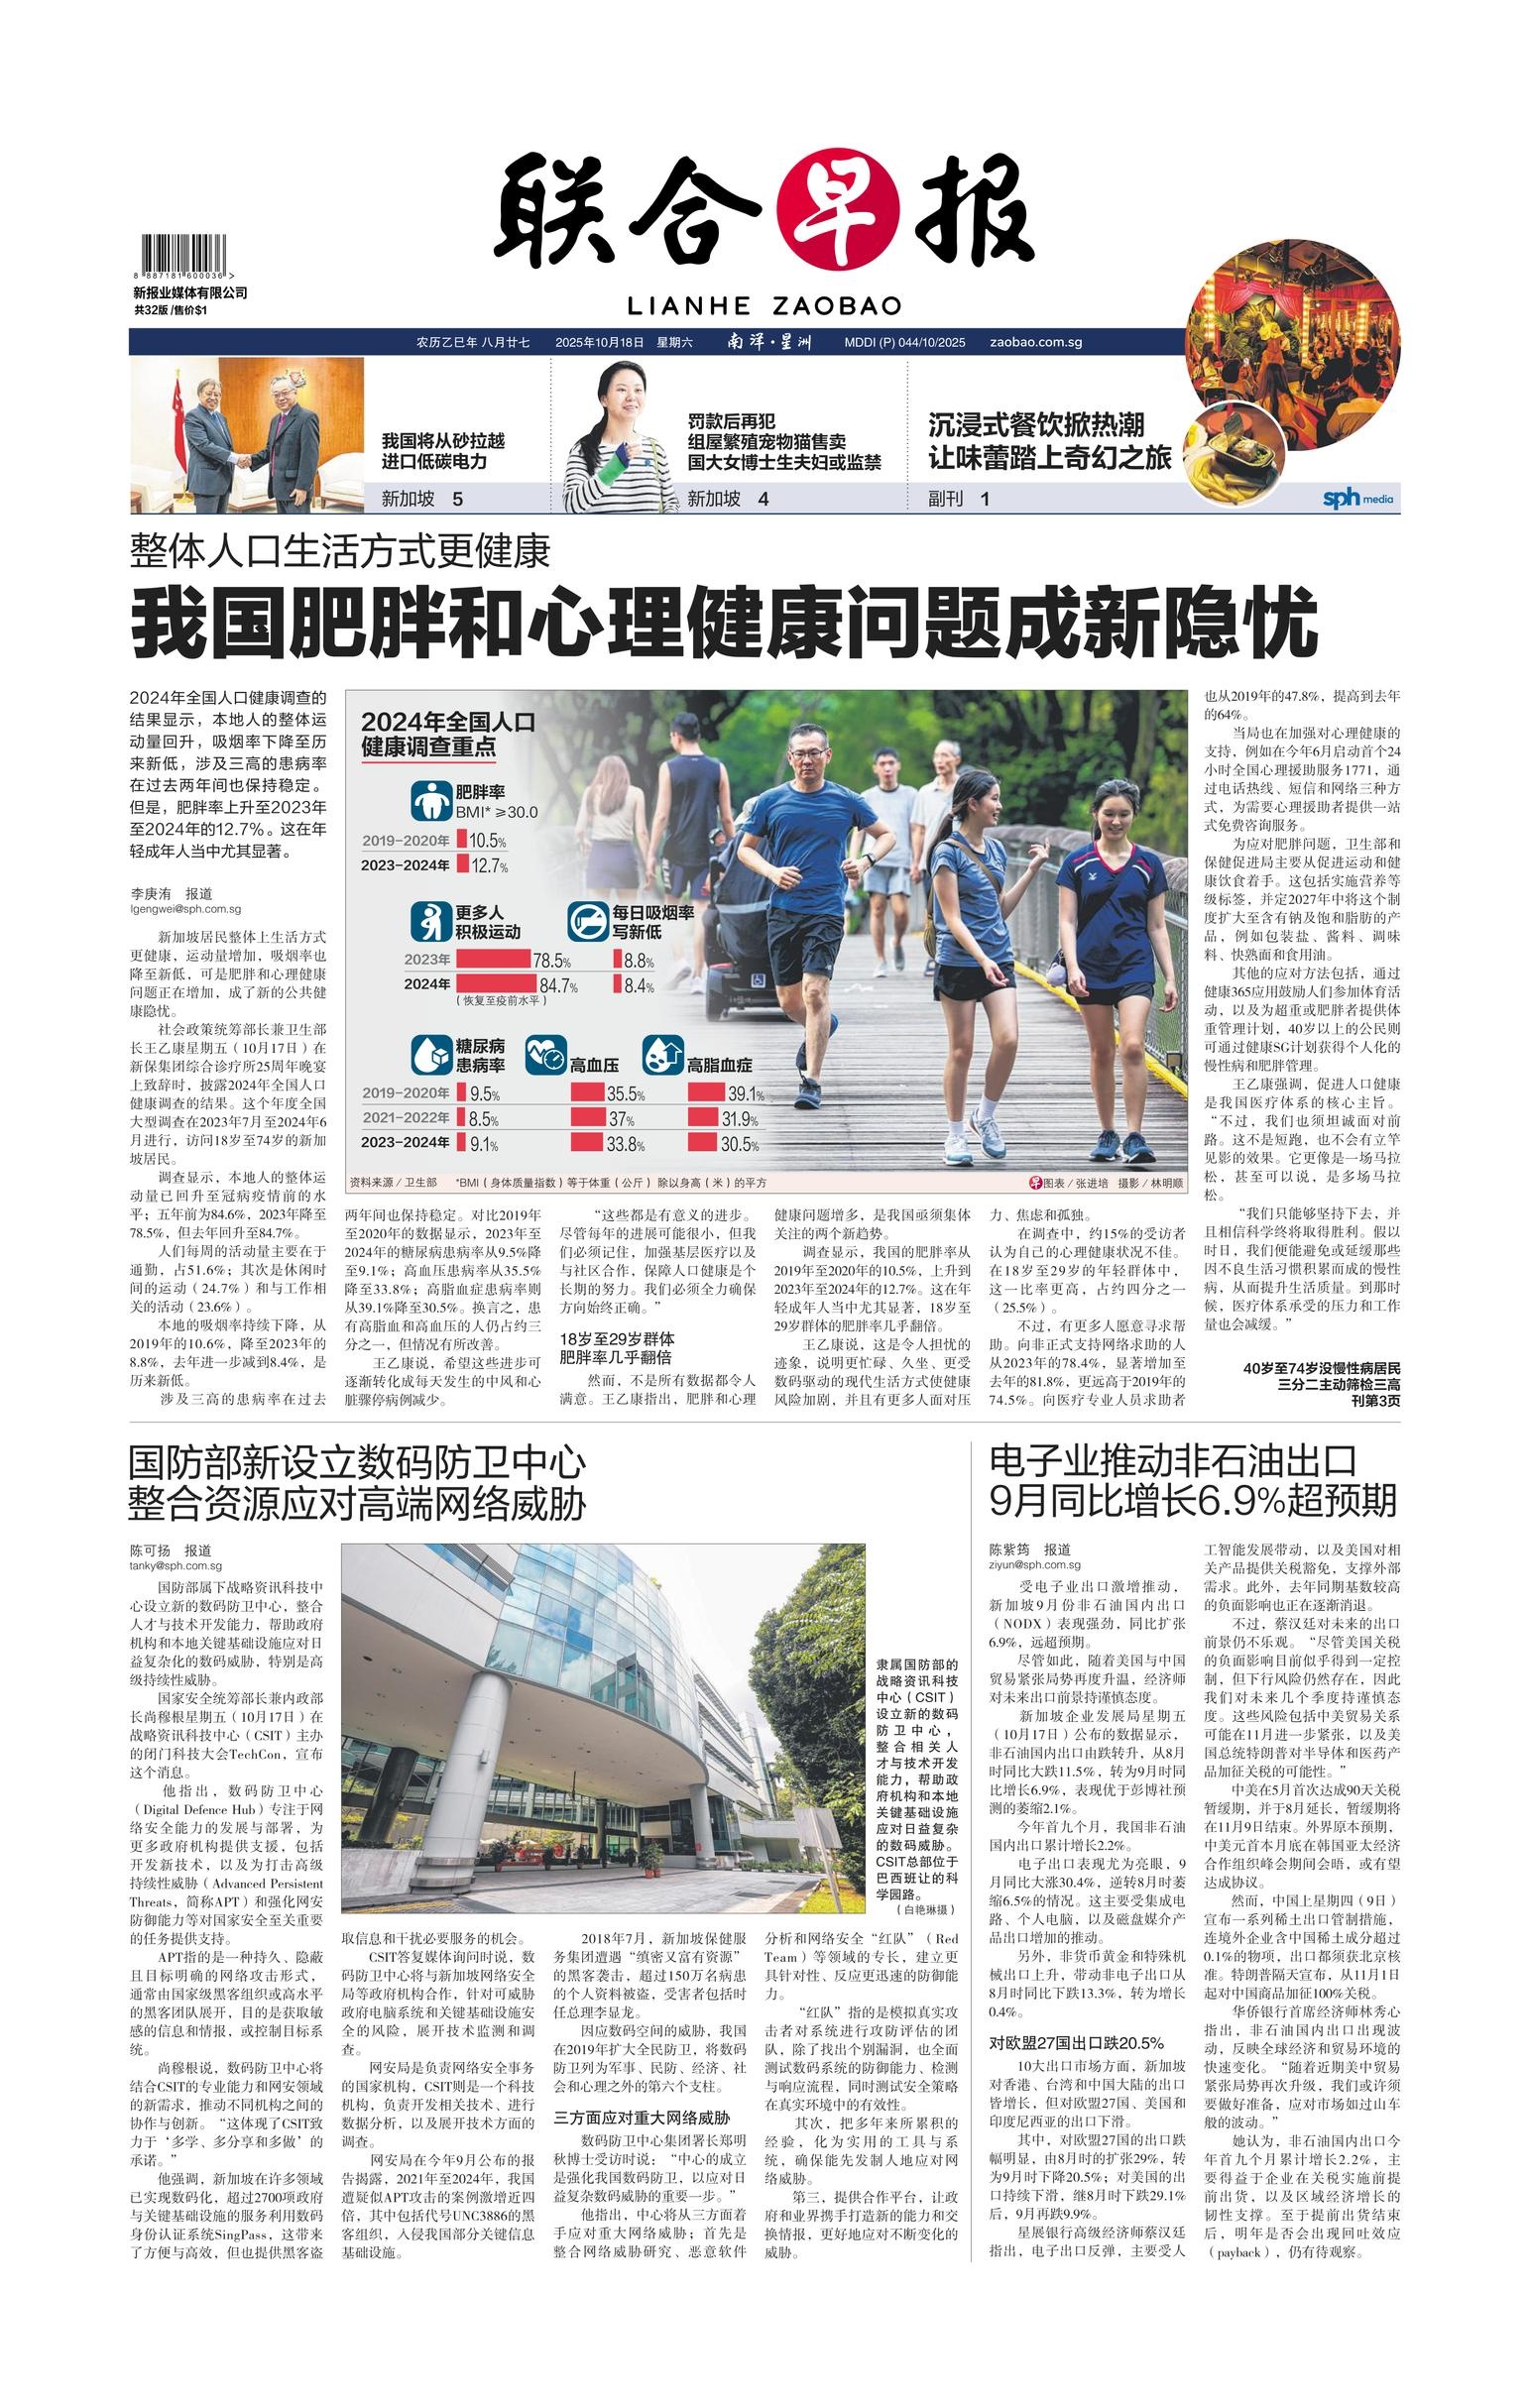 联合早报
LIANHE ZAOBAO
8 887181 600036 >
新报业媒体有限公司
共32版 /售价$1
农历乙巳年 八月廿七 2025年10月18日 星期六 南洋·星洲 MDDI (P) 044/10/2025 zaobao.com.sg
我国将从砂拉越
进口低碳电力
新加坡 5
罚款后再犯
组屋繁殖宠物猫售卖
国大女博士生夫妇或监禁
新加坡 4
沉浸式餐饮掀热潮
让味蕾踏上奇幻之旅
副刊 1
sph media
整体人口生活方式更健康
我国肥胖和心理健康问题成新隐忧
2024年全国人口健康调查的
结果显示，本地人的整体运
动量回升，吸烟率下降至历
来新低，涉及三高的患病率
在过去两年间也保持稳定。
但是，肥胖率上升至2023年
至2024年的12.7%。这在年
轻成年人当中尤其显著。
李庚洧 报道
lgengwei@sph.com.sg
新加坡居民整体上生活方式
更健康、运动量增加，吸烟率也
降至新低，可是肥胖和心理健康
问题正在增加，成了新的公共健
康隐忧。
社会政策统筹部长兼卫生部
长王乙康星期五（10月17日）在
新保集团综合诊疗所25周年晚宴
上致辞时，披露2024年全国人口
健康调查的结果。这个年度全国
大型调查在2023年7月至2024年6
月进行，访问18岁至74岁的新加
坡居民。
调查显示，本地人的整体运
动量已回升至冠病疫情前的水
平；五年前为84.6%，2023年降至
78.5%，但去年回升至84.7%。
人们每周的活动量主要在于
通勤，占51.6%；其次是休闲时
间的运动（24.7%）和与工作相
关的活动（23.6%）。
本地的吸烟率持续下降，从
2019年的10.6%，降至2023年的
8.8%，去年进一步减到8.4%，是
历来新低。
涉及三高的患病率在过去
2024年全国人口
健康调查重点
肥胖率
BMI* ≥30.0
2019-2020年 10.5%
2023-2024年 12.7%
更多人
积极运动
每日吸烟率
写新低
2023年 78.5% 8.8%
2024年 84.7% 8.4%
（恢复至疫前水平）
糖尿病
患病率
高血压
高脂血症
2019-2020年 9.5% 35.5% 39.1%
2021-2022年 8.5% 37% 31.9%
2023-2024年 9.1% 33.8% 30.5%
资料来源／卫生部 *BMI（身体质量指数）等于体重（公斤）除以身高（米）的平方
早图表／张进培 摄影／林明顺
两年间也保持稳定。对比2019年
至2020年的数据显示，2023年至
2024年的糖尿病患病率从9.5%降
至9.1%；高血压患病率从35.5%
降至33.8%；高脂血症患病率则
从39.1%降至30.5%。换言之，患
有高脂血和高血压的人仍占约三
分之一，但情况有所改善。
王乙康说，希望这些进步可
逐渐转化成每天发生的中风和心
脏骤停病例减少。
“这些都是有意义的进步。
尽管每年的进展可能很小，但我
们必须记住，加强基层医疗以及
与社区合作，保障人口健康是个
长期的努力。我们必须全力确保
方向始终正确。”
18岁至29岁群体
肥胖率几乎翻倍
然而，不是所有数据都令人
满意。王乙康指出，肥胖和心理
健康问题增多，是我国亟须集体
关注的两个新趋势。
调查显示，我国的肥胖率从
2019年至2020年的10.5%，上升到
2023年至2024年的12.7%。这在年
轻成年人当中尤其显著，18岁至
29岁群体的肥胖率几乎翻倍。
王乙康说，这是令人担忧的
迹象，说明更忙碌、久坐、更受
数码驱动的现代生活方式使健康
风险加剧，并且有更多人面对压
力、焦虑和孤独。
在调查中，约15%的受访者
认为自己的心理健康状况不佳。
在18岁至29岁的年轻群体中，
这一比率更高，占约四分之一
（25.5%）。
不过，有更多人愿意寻求帮
助。向非正式支持网络求助的人
从2023年的78.4%，显著增加至
去年的81.8%，更远高于2019年的
74.5%。向医疗专业人员求助者
也从2019年的47.8%，提高到去年
的64%。
当局也在加强对心理健康的
支持，例如在今年6月启动首个24
小时全国心理援助服务1771，通
过电话热线、短信和网络三种方
式，为需要心理援助者提供一站
式免费咨询服务。
为应对肥胖问题，卫生部和
保健促进局主要从促进运动和健
康饮食着手。这包括实施营养等
级标签，并定2027年中将这个制
度扩大至含有钠及饱和脂肪的产
品，例如包装盐、酱料、调味
料、快熟面和食用油。
其他的应对方法包括，通过
健康365应用鼓励人们参加体育活
动，以及为超重或肥胖者提供体
重管理计划，40岁以上的公民则
可通过健康SG计划获得个人化的
慢性病和肥胖管理。
王乙康强调，促进人口健康
是我国医疗体系的核心主旨。
“不过，我们也须坦诚面对前
路。这不是短跑，也不会有立竿
见影的效果。它更像是一场马拉
松，甚至可以说，是多场马拉
松。
“我们只能够坚持下去，并
且相信科学终将取得胜利。假以
时日，我们便能避免或延缓那些
因不良生活习惯积累而成的慢性
病，从而提升生活质量。到那时
候，医疗体系承受的压力和工作
量也会减缓。”
40岁至74岁没慢性病居民
三分二主动筛检三高
刊第3页
国防部新设立数码防卫中心
整合资源应对高端网络威胁
陈可扬 报道
tanky@sph.com.sg
国防部属下战略资讯科技中
心设立新的数码防卫中心，整合
人才与技术开发能力，帮助政府
机构和本地关键基础设施应对日
益复杂化的数码威胁，特别是高
级持续性威胁。
国家安全统筹部长兼内政部
长尚穆根星期五（10月17日）在
战略资讯科技中心（CSIT）主办
的闭门科技大会TechCon，宣布
这个消息。
他指出，数码防卫中心
（Digital Defence Hub）专注于网
络安全能力的发展与部署，为
更多政府机构提供支援，包括
开发新技术，以及为打击高级
持续性威胁（Advanced Persistent
Threats，简称APT）和强化网安
防御能力等对国家安全至关重要
的任务提供支持。
APT指的是一种持久、隐蔽
且目标明确的网络攻击形式，
通常由国家级黑客组织或高水平
的黑客团队展开，目的是获取敏
感的信息和情报，或控制目标系
统。
尚穆根说，数码防卫中心将
结合CSIT的专业能力和网安领域
的新需求，推动不同机构之间的
协作与创新。“这体现了CSIT致
力于‘多学、多分享和多做’的
承诺。”
他强调，新加坡在许多领域
已实现数码化，超过2700项政府
与关键基础设施的服务利用数码
身份认证系统SingPass，这带来
了方便与高效，但也提供黑客盗
隶属国防部的
战略资讯科技
中心（CSIT）
设立新的数码
防卫中心，
整合相关人
才与技术开发
能力，帮助政
府机构和本地
关键基础设施
应对日益复杂
的数码威胁。
CSIT总部位于
巴西班让的科
学园路。
（白艳琳摄）
取信息和干扰必要服务的机会。
CSIT答复媒体询问时说，数
码防卫中心将与新加坡网络安全
局等政府机构合作，针对可威胁
政府电脑系统和关键基础设施安
全的风险，展开技术监测和调
查。
网安局是负责网络安全事务
的国家机构，CSIT则是一个科技
机构，负责开发相关技术、进行
数据分析，以及展开技术方面的
调查。
网安局在今年9月公布的报
告揭露，2021年至2024年，我国
遭疑似APT攻击的案例激增近四
倍，其中包括代号UNC3886的黑
客组织，入侵我国部分关键信息
基础设施。
2018年7月，新加坡保健服
务集团遭遇“缜密又富有资源”
的黑客袭击，超过150万名病患
的个人资料被盗，受害者包括时
任总理李显龙。
因应数码空间的威胁，我国
在2019年扩大全民防卫，将数码
防卫列为军事、民防、经济、社
会和心理之外的第六个支柱。
三方面应对重大网络威胁
数码防卫中心集团署长郑明
秋博士受访时说：“中心的成立
是强化我国数码防卫，以应对日
益复杂数码威胁的重要一步。”
他指出，中心将从三方面着
手应对重大网络威胁；首先是
整合网络威胁研究、恶意软件
分析和网络安全“红队”（Red
Team）等领域的专长，建立更
具针对性、反应更迅速的防御能
力。
“红队”指的是模拟真实攻
击者对系统进行攻防评估的团
队，除了找出个别漏洞，也全面
测试数码系统的防御能力、检测
与响应流程，同时测试安全策略
在真实环境中的有效性。
其次，把多年来所累积的
经验，化为实用的工具与系
统，确保能先发制人地应对网
络威胁。
第三，提供合作平台，让政
府和业界携手打造新的能力和交
换情报，更好地应对不断变化的
威胁。
电子业推动非石油出口
9月同比增长6.9%超预期
陈紫筠 报道
ziyun@sph.com.sg
受电子业出口激增推动，
新加坡9月份非石油国内出口
（NODX）表现强劲，同比扩张
6.9%，远超预期。
尽管如此，随着美国与中国
贸易紧张局势再度升温，经济师
对未来出口前景持谨慎态度。
新加坡企业发展局星期五
（10月17日）公布的数据显示，
非石油国内出口由跌转升，从8月
时同比大跌11.5%，转为9月时同
比增长6.9%，表现优于彭博社预
测的萎缩2.1%。
今年首九个月，我国非石油
国内出口累计增长2.2%。
电子出口表现尤为亮眼，9
月同比大涨30.4%，逆转8月时萎
缩6.5%的情况。这主要受集成电
路、个人电脑，以及磁盘媒介产
品出口增加的推动。
另外，非货币黄金和特殊机
械出口上升，带动非电子出口从
8月时同比下跌13.3%，转为增长
0.4%。
对欧盟27国出口跌20.5%
10大出口市场方面，新加坡
对香港、台湾和中国大陆的出口
皆增长，但对欧盟27国、美国和
印度尼西亚的出口下滑。
其中，对欧盟27国的出口跌
幅明显，由8月时的扩张29%，转
为9月时下降20.5%；对美国的出
口持续下滑，继8月时下跌29.1%
后，9月再跌9.9%。
星展银行高级经济师蔡汉廷
指出，电子出口反弹，主要受人
工智能发展带动，以及美国对相
关产品提供关税豁免，支撑外部
需求。此外，去年同期基数较高
的负面影响也正在逐渐消退。
不过，蔡汉廷对未来的出口
前景仍不乐观。“尽管美国关税
的负面影响目前似乎得到一定控
制，但下行风险仍然存在，因此
我们对未来几个季度持谨慎态
度。这些风险包括中美贸易关系
可能在11月进一步紧张，以及美
国总统特朗普对半导体和医药产
品加征关税的可能性。”
中美在5月首次达成90天关税
暂缓期，并于8月延长，暂缓期将
在11月9日结束。外界原本预期，
中美元首本月底在韩国亚太经济
合作组织峰会期间会晤，或有望
达成协议。
然而，中国上星期四（9日）
宣布一系列稀土出口管制措施，
连境外企业含中国稀土成分超过
0.1%的物项，出口都须获北京核
准。特朗普隔天宣布，从11月1日
起对中国商品加征100%关税。
华侨银行首席经济师林秀心
指出，非石油国内出口出现波
动，反映全球经济和贸易环境的
快速变化。“随着近期美中贸易
紧张局势再次升级，我们或许须
要做好准备，应对市场如过山车
般的波动。”
她认为，非石油国内出口今
年首九个月累计增长2.2%，主
要得益于企业在关税实施前提
前出货，以及区域经济增长的
韧性支撑。至于提前出货结束
后，明年是否会出现回吐效应
（payback），仍有待观察。